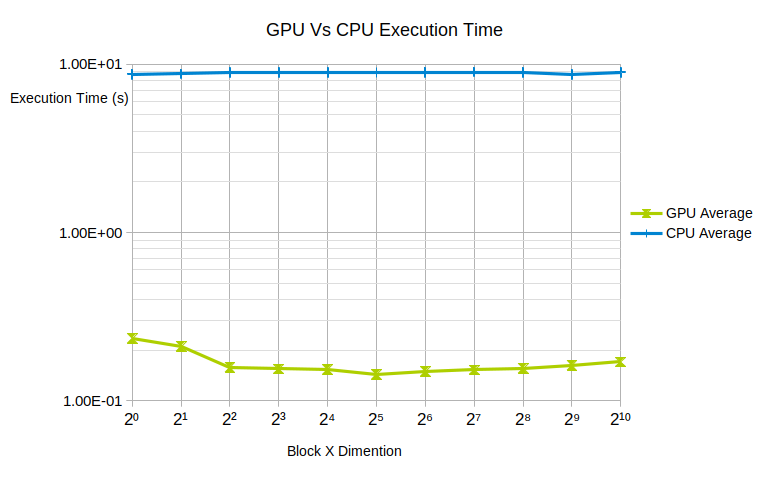 GPU Vs CPU Execution Time
1.00E+01
Execution Time (s)
1.00E+00
1.00E-01
2⁰ 2¹ 2² 2³ 2⁴ 2⁵ 2⁶ 2⁷ 2⁸ 2⁹ 2¹⁰
Block X Dimention
GPU Average
CPU Average